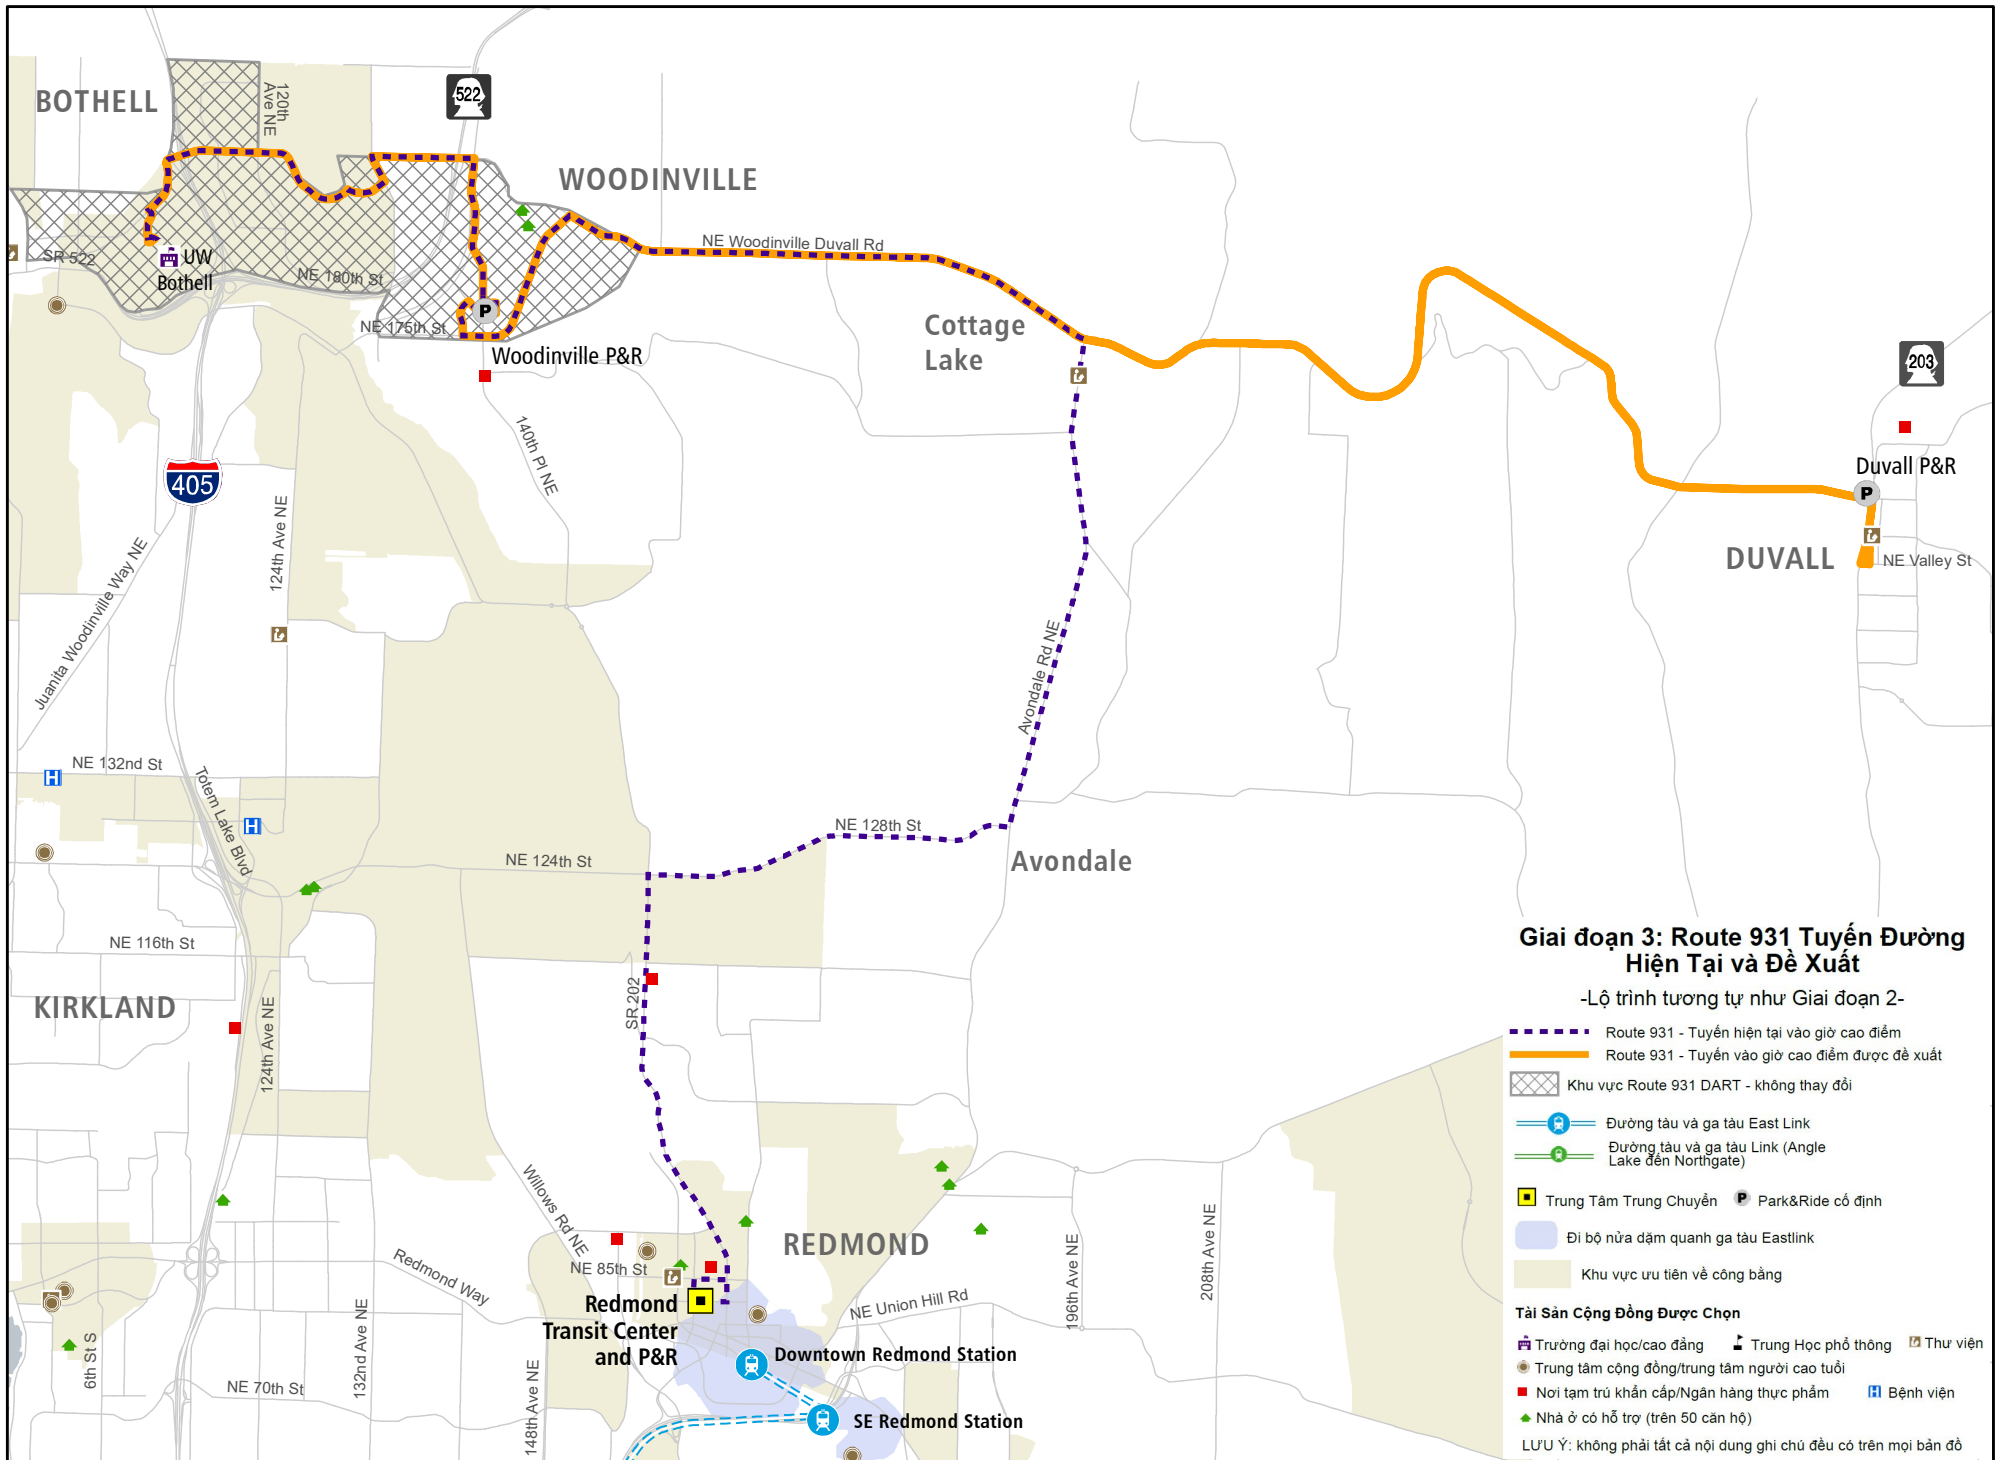 BOTHELL
120th
Ave NE
522
WOODINVILLE
NE Woodinville Duvall Rd
SR 522
UW
Bothell
NE 180th St
NE 175th St
P
Woodinville P&R
Cottage
Lake
203
140th Pl NE
405
124th Ave NE
Duvall P&R
P
DUVALL
NE Valley St
Juanita Woodinville Way NE
Avondale Rd NE
NE 132nd St
H
Totem Lake Blvd
H
NE 128th St
NE 124th St
Avondale
NE 116th St
KIRKLAND
124th Ave NE
SR 202
Willows Rd NE
REDMOND
NE 85th St
Redmond Way
Redmond
Transit Center
and P&R
NE Union Hill Rd
196th Ave NE
208th Ave NE
6th St S
132nd Ave NE
NE 70th St
148th Ave NE
Downtown Redmond Station
SE Redmond Station
Giai đoạn 3: Route 931 Tuyến Đường
Hiện Tại và Đề Xuất
-Lộ trình tương tự như Giai đoạn 2-
Route 931 - Tuyến hiện tại vào giờ cao điểm
Route 931 - Tuyến vào giờ cao điểm được đề xuất
Khu vực Route 931 DART - không thay đổi
Đường tàu và ga tàu East Link
Đường tàu và ga tàu Link (Angle
Lake đến Northgate)
Trung Tâm Trung Chuyển P Park&Ride cố định
Đi bộ nửa dặm quanh ga tàu Eastlink
Khu vực ưu tiên về công bằng
Tài Sản Cộng Đồng Được Chọn
Trường đại học/cao đẳng Trung Học phổ thông Thư viện
Trung tâm cộng đồng/trung tâm người cao tuổi
Nơi tạm trú khẩn cấp/Ngân hàng thực phẩm H Bệnh viện
Nhà ở có hỗ trợ (trên 50 căn hộ)
LƯU Ý: không phải tất cả nội dung ghi chú đều có trên mọi bản đồ